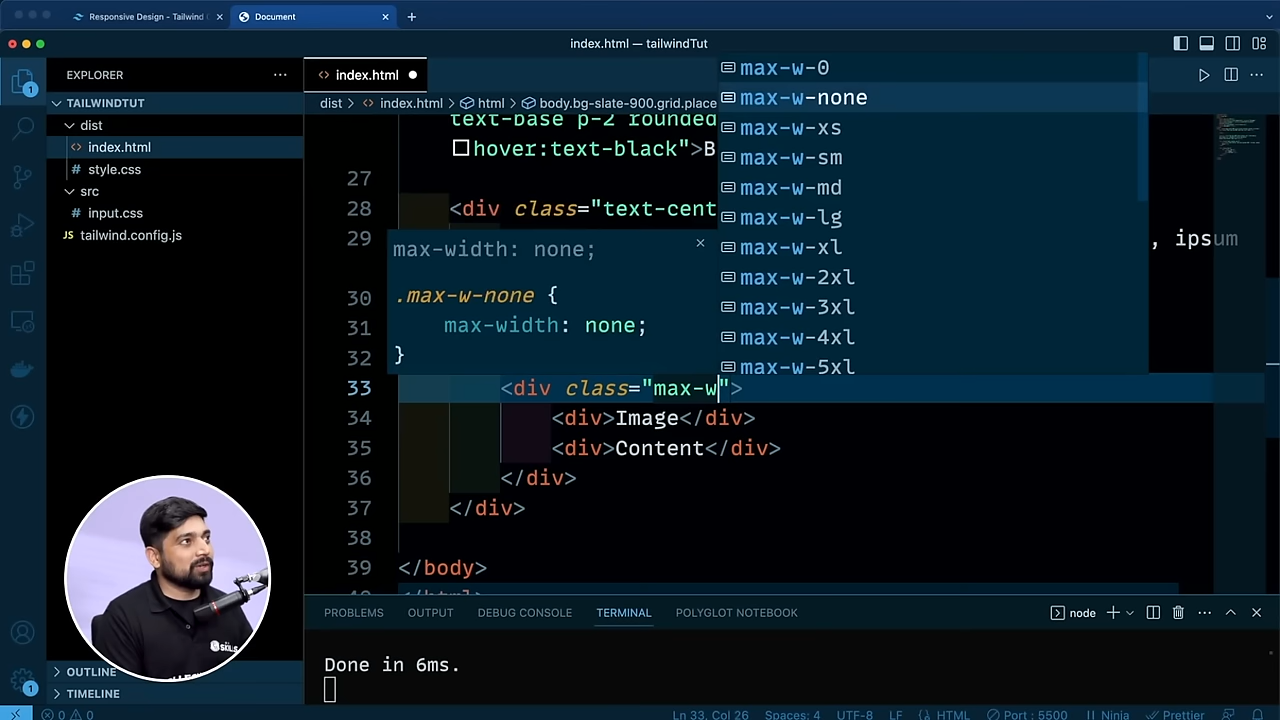 Responsive Design - Tailwind
Document
index.html — tailwindTut
EXPLORER
TAILWINDTUT
dist
index.html
style.css
src
input.css
JS tailwind.config.js
OUTLINE
TIMELINE
index.html
dist > index.html > html > body.bg-slate-900.grid.place
text-base p-2 rounded
hover:text-black">B
27
28 <div class="text-cent
29 , ipsum
30
31
32
33 <div class="max-w">
34 <div>Image</div>
35 <div>Content</div>
36 </div>
37 </div>
38
39 </body>
max-width: none;
.max-w-none {
max-width: none;
}
max-w-0
max-w-none
max-w-xs
max-w-sm
max-w-md
max-w-lg
max-w-xl
max-w-2xl
max-w-3xl
max-w-4xl
max-w-5xl
PROBLEMS OUTPUT DEBUG CONSOLE TERMINAL POLYGLOT NOTEBOOK
node
Done in 6ms.
1
1
0 0
Ln 33, Col 26 Spaces: 4 UTF-8 LF HTML Port : 5500 Ninja Prettier